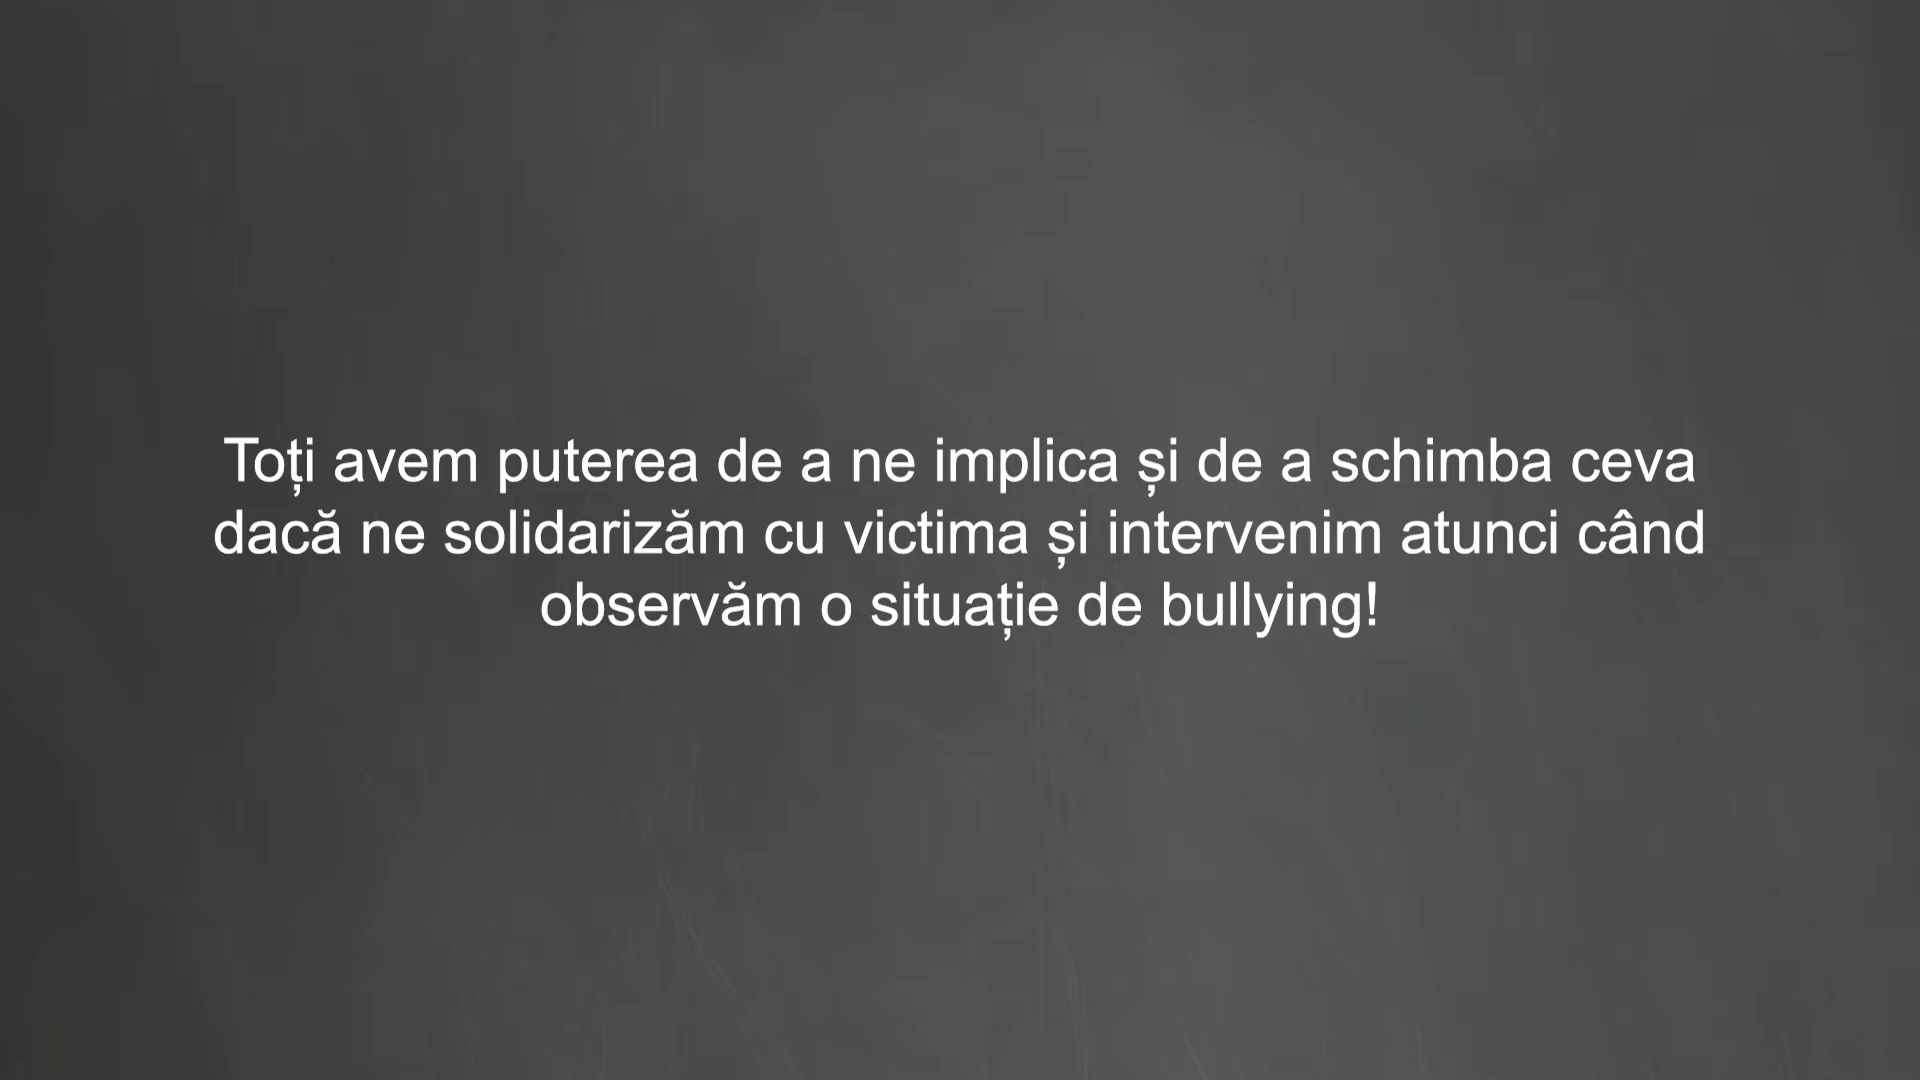 Toți avem puterea de a ne implica și de a schimba ceva
dacă ne solidarizăm cu victima și intervenim atunci când
observăm o situație de bullying!